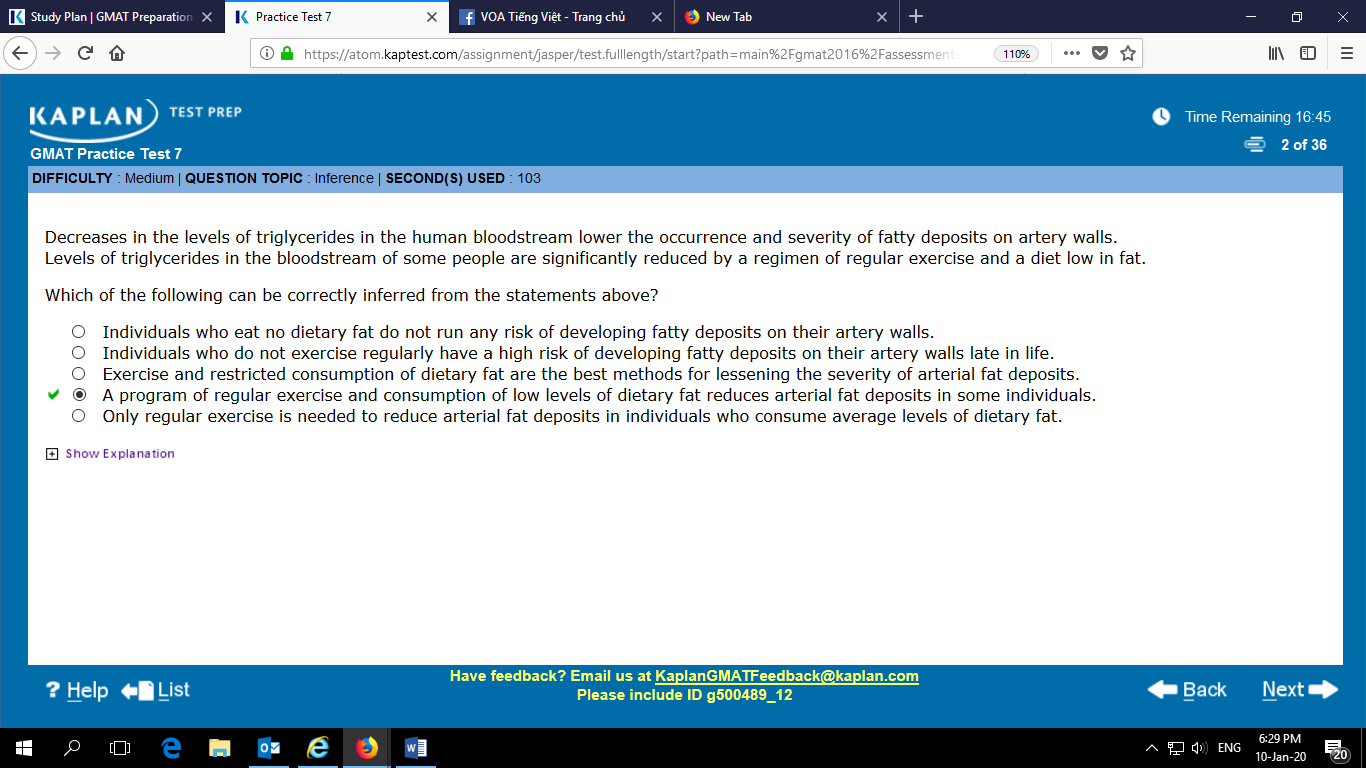 Study Plan | GMAT Preparation
Practice Test 7
VOA Tiếng Việt - Trang chủ
New Tab
https://atom.kaptest.com/assignment/jasper/test.fulllength/start?path=main%2Fgmat2016%2Fassessment
110%
KAPLAN TEST PREP
Time Remaining 16:45
GMAT Practice Test 7
2 of 36
DIFFICULTY : Medium | QUESTION TOPIC : Inference | SECOND(S) USED : 103
Decreases in the levels of triglycerides in the human bloodstream lower the occurrence and severity of fatty deposits on artery walls.
Levels of triglycerides in the bloodstream of some people are significantly reduced by a regimen of regular exercise and a diet low in fat.
Which of the following can be correctly inferred from the statements above?
Individuals who eat no dietary fat do not run any risk of developing fatty deposits on their artery walls.
Individuals who do not exercise regularly have a high risk of developing fatty deposits on their artery walls late in life.
Exercise and restricted consumption of dietary fat are the best methods for lessening the severity of arterial fat deposits.
A program of regular exercise and consumption of low levels of dietary fat reduces arterial fat deposits in some individuals.
Only regular exercise is needed to reduce arterial fat deposits in individuals who consume average levels of dietary fat.
Show Explanation
Have feedback? Email us at KaplanGMATFeedback@kaplan.com
Please include ID g500489_12
? Help
List
Back
Next
ENG
6:29 PM
10-Jan-20
20